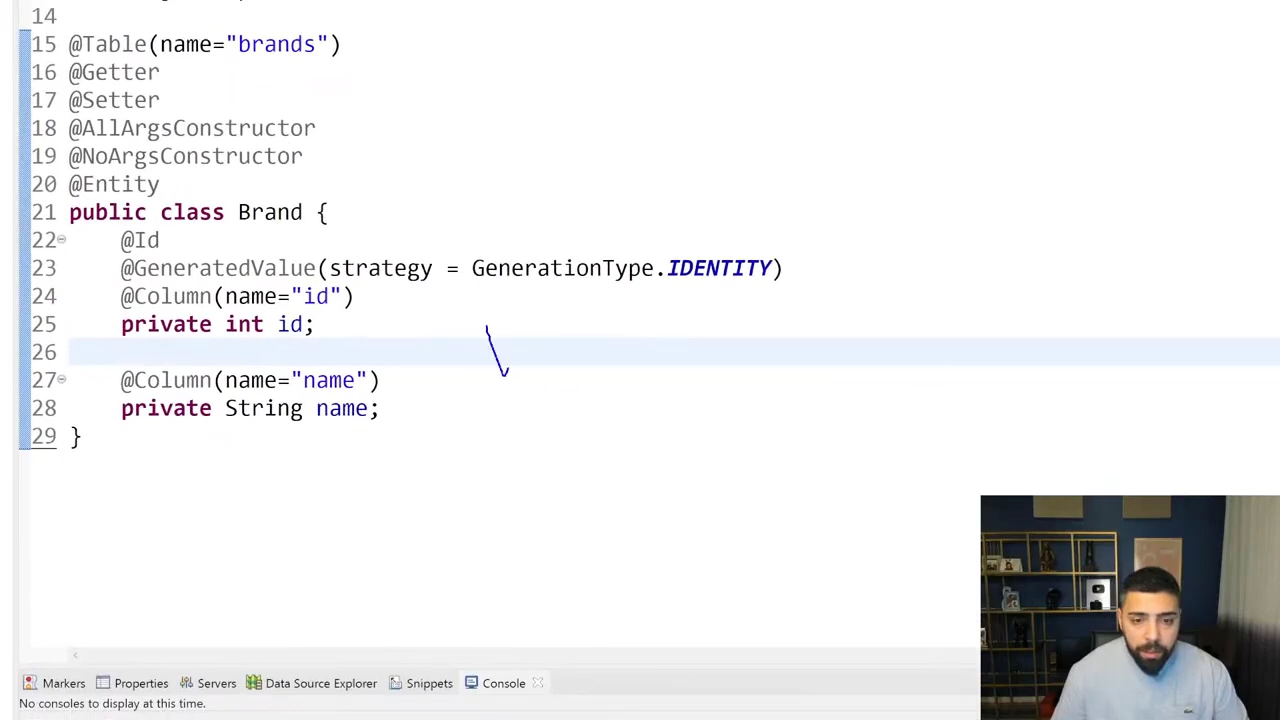 14
15 @Table(name="brands")
16 @Getter
17 @Setter
18 @AllArgsConstructor
19 @NoArgsConstructor
20 @Entity
21 public class Brand {
22 @Id
23 @GeneratedValue(strategy = GenerationType.IDENTITY)
24 @Column(name="id")
25 private int id;
26
27 @Column(name="name")
28 private String name;
29 }
Markers Properties Servers Data Source Explorer Snippets Console
No consoles to display at this time.